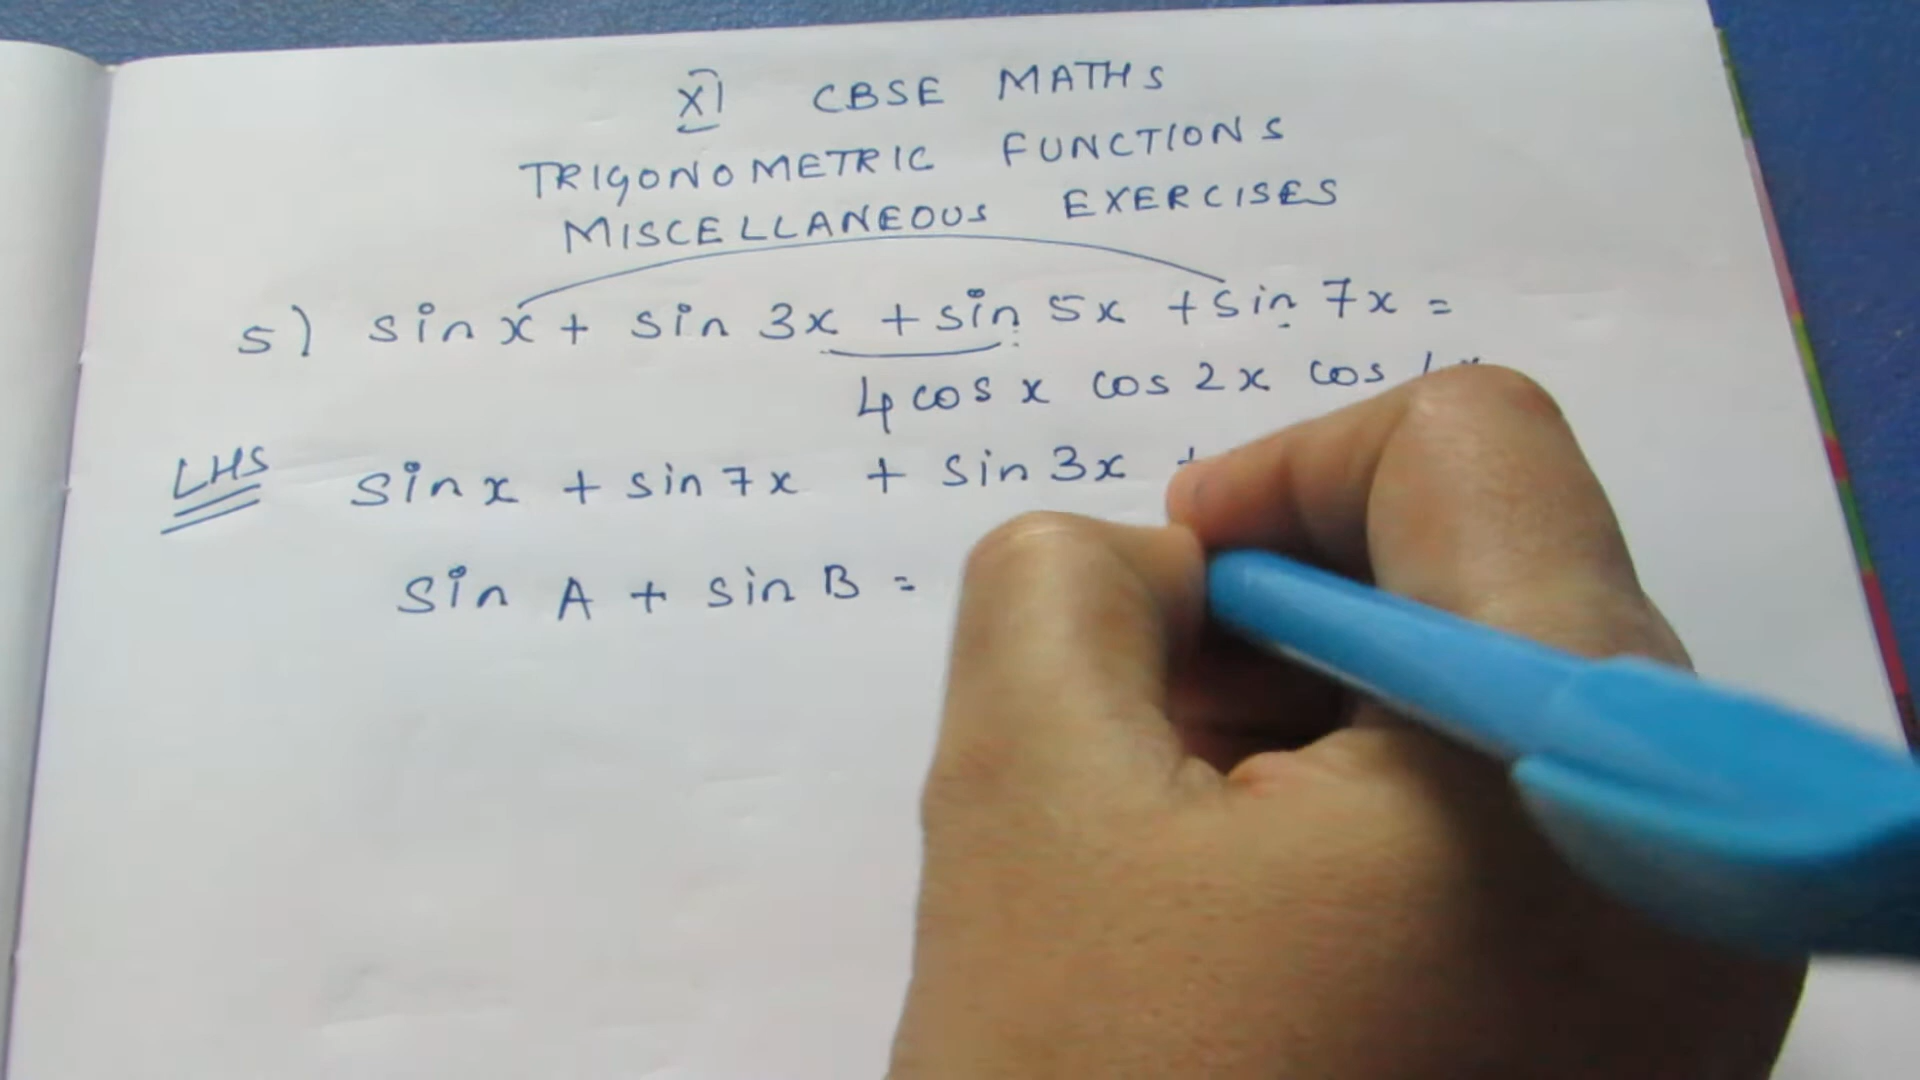 XI CBSE MATHS
TRIGONOMETRIC FUNCTIONS
MISCELLANEOUS EXERCISES
5) sin x + sin 3x + sin 5x + sin 7x =
4 cos x cos 2x cos
LHS sin x + sin 7x + sin 3x +
sin A + sin B =